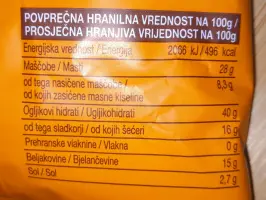 POVPREČNA HRANILNA VREDNOST NA 100g/
PROSJEČNA HRANJIVA VRIJEDNOST NA 100g
Energijska vrednost / Energija 2066 kJ/496 kcal
Maščobe / Masti 28 g
od tega nasičene maščobe / 8,5 g
od kojih zasićene masne kiseline
Ogljikovi hidrati / Ugljikohidrati 40 g
od tega sladkorji / od kojih šećeri 16 g
Prehranske vlaknine / Vlakna 0 g
Beljakovine / Bjelančevine 15 g
Sol / Sol 2,7 g